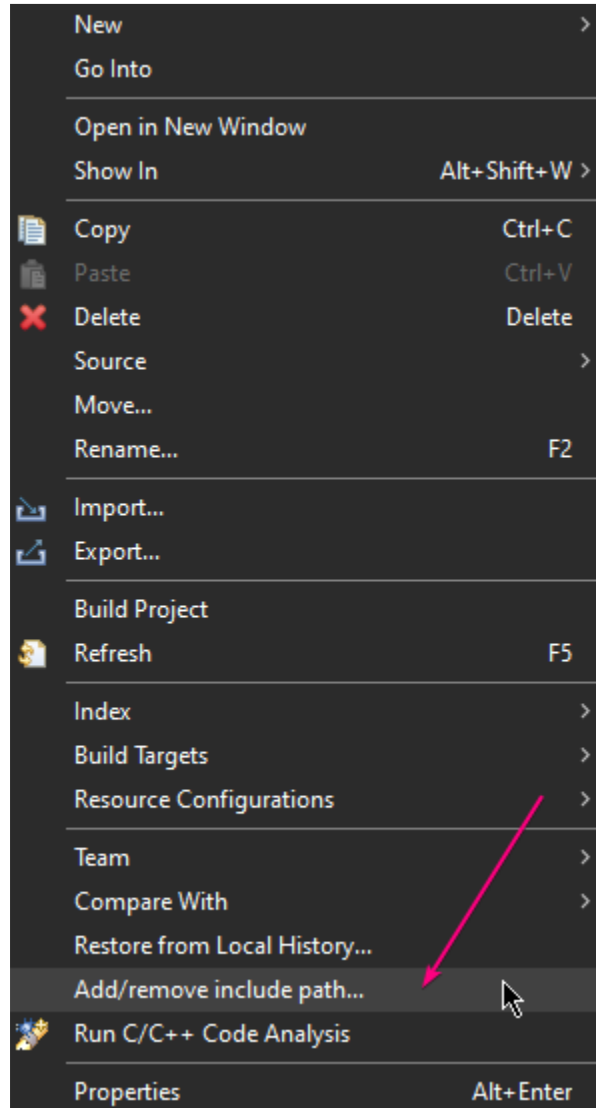 New
Go Into
Open in New Window
Show In Alt+Shift+W
Copy Ctrl+C
Paste Ctrl+V
Delete Delete
Source
Move...
Rename... F2
Import...
Export...
Build Project
Refresh F5
Index
Build Targets
Resource Configurations
Team
Compare With
Restore from Local History...
Add/remove include path...
Run C/C++ Code Analysis
Properties Alt+Enter